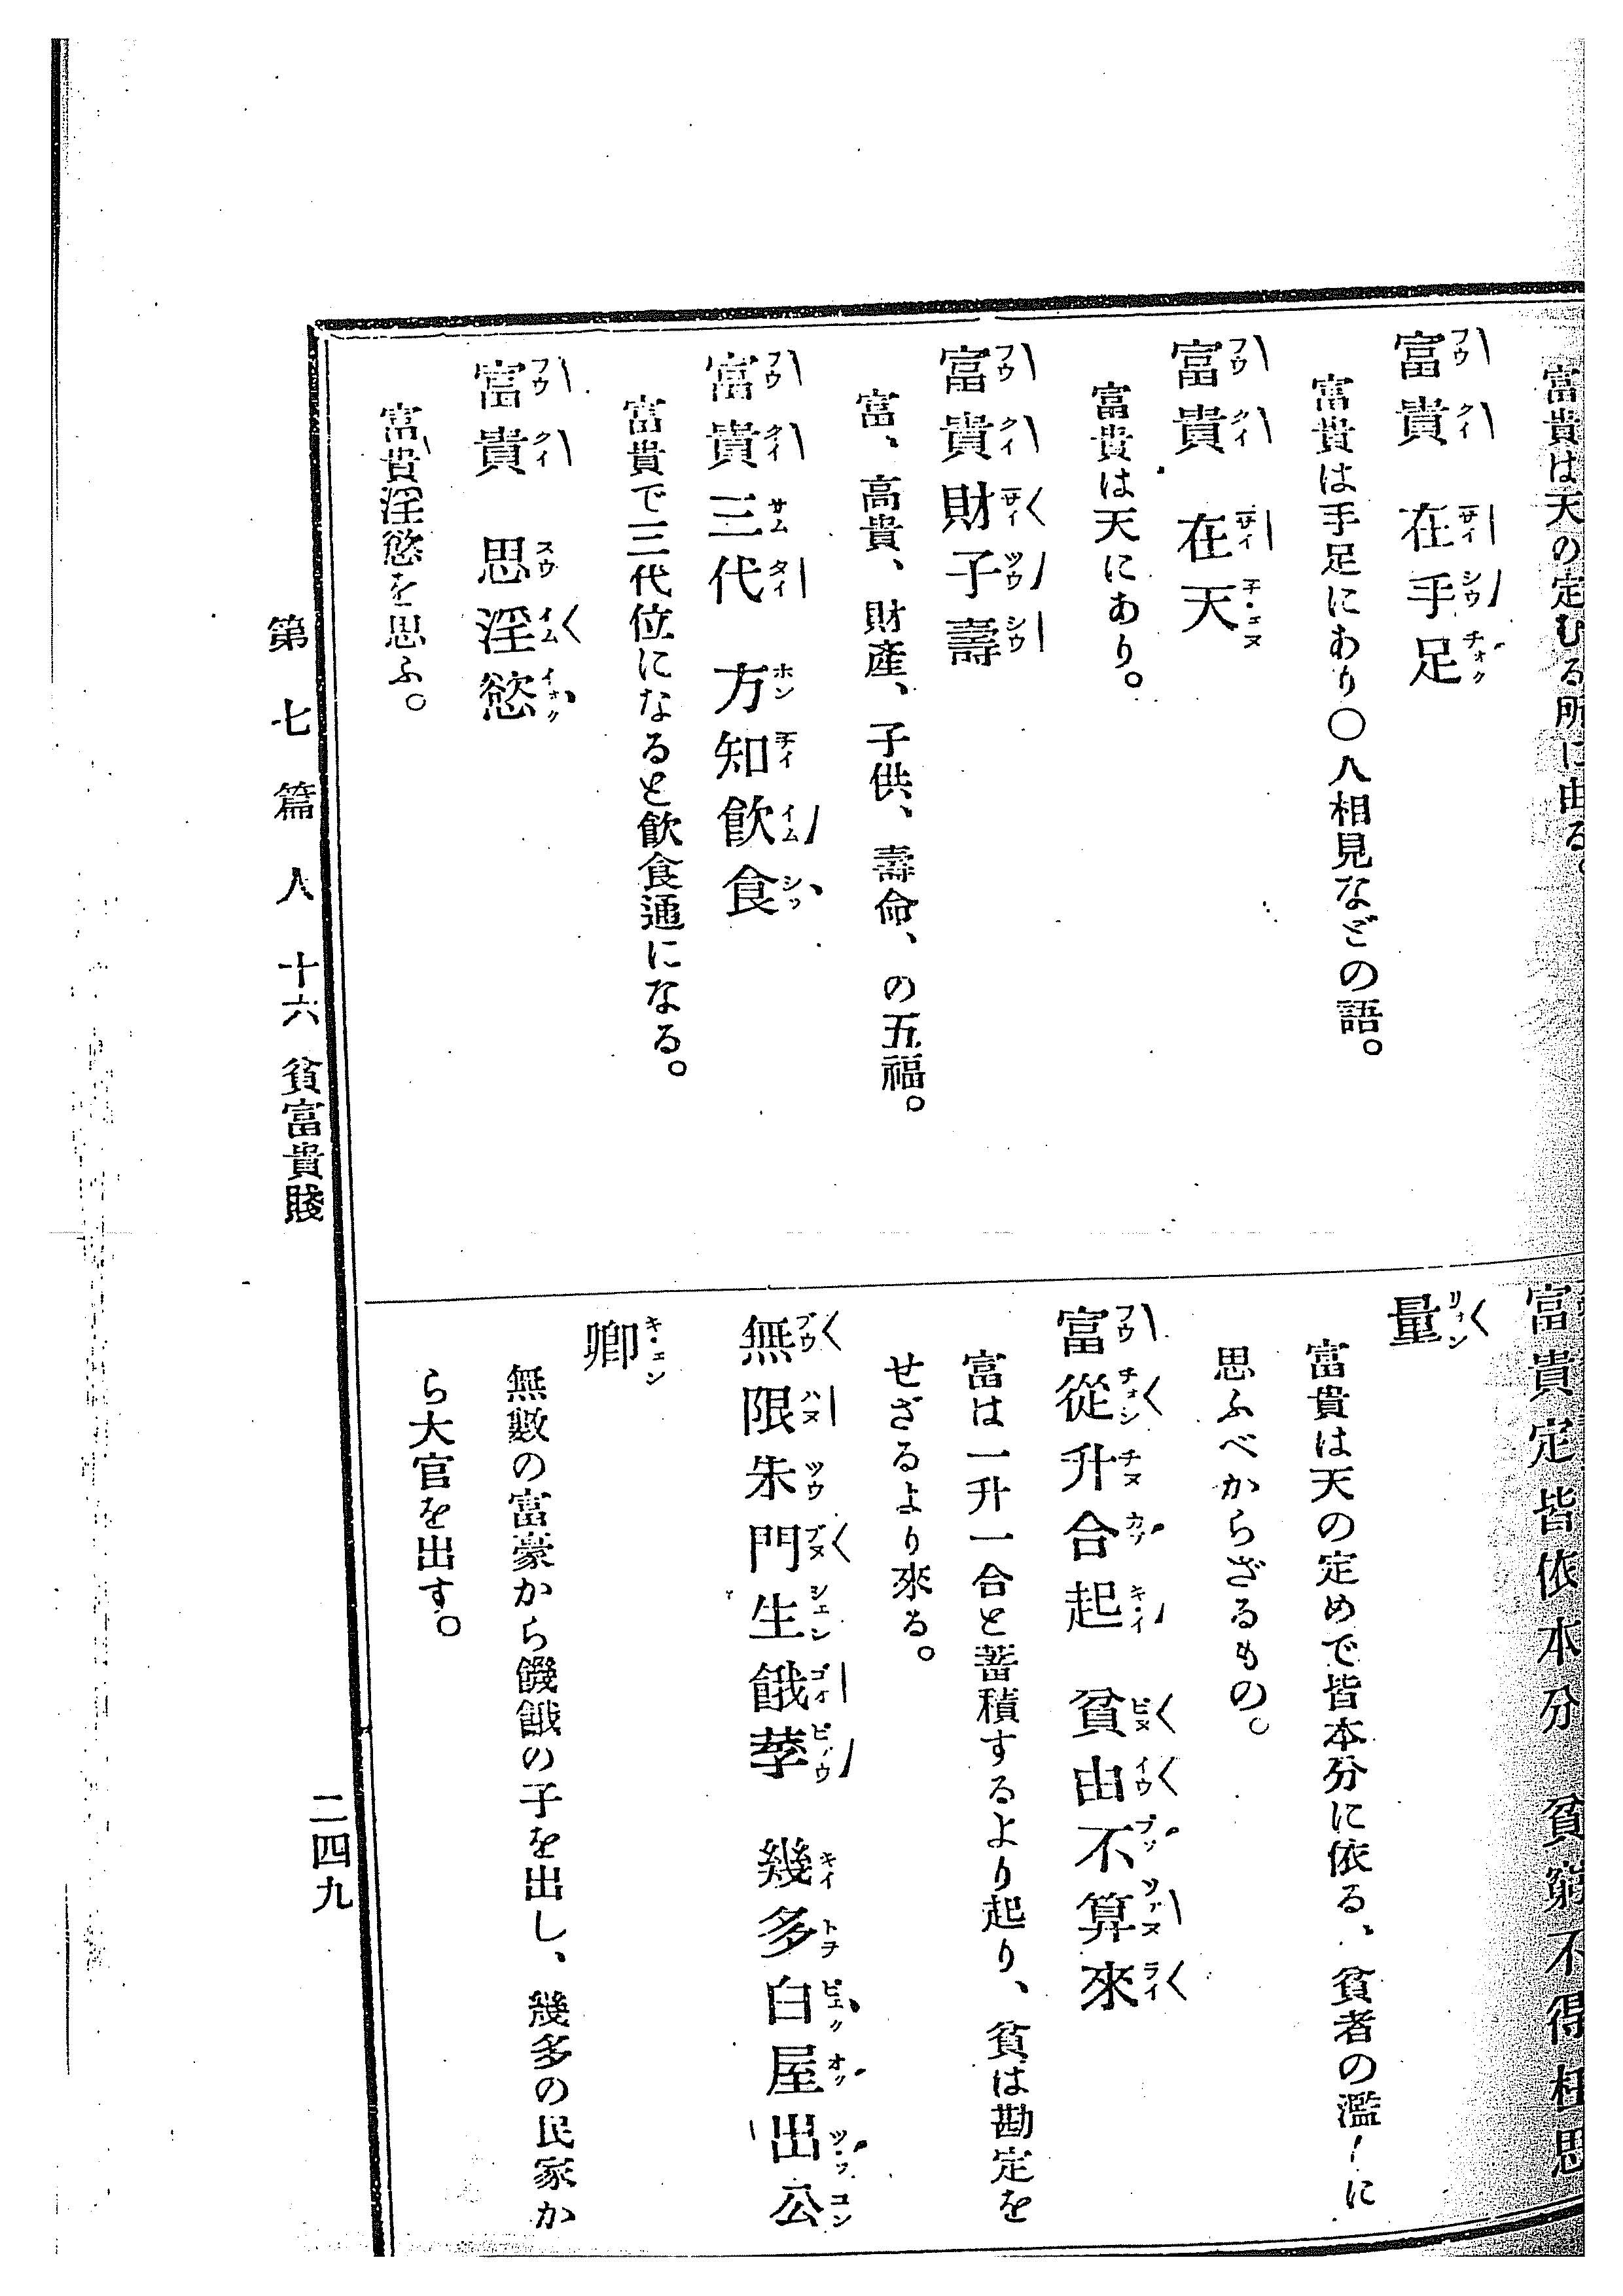 富貴は天の定むる所に由る。
富貴 在手足
富貴は手足にあり〇人相見などの語。
富貴 在天
富貴は天にあり。
富貴財子壽
富、高貴、財産、子供、壽命、の五福。
富貴三代 方知飮食
富貴で三代位になると飮食通になる。
富貴 思淫慾
富貴淫慾を思ふ。
富貴定皆依本分 貧窮不得枉思
量
富貴は天の定めで皆本分に依る、貧者の濫りに
思ふべからざるもの。
富從升合起 貧由不算來
富は一升一合と蓄積するより起り、貧は勘定を
せざるより來る。
無限朱門生餓莩 幾多白屋出公
卿
無數の富豪から饑餓の子を出し、幾多の民家か
ら大官を出す。
第七篇 人 十六 貧富貴賤
二四九